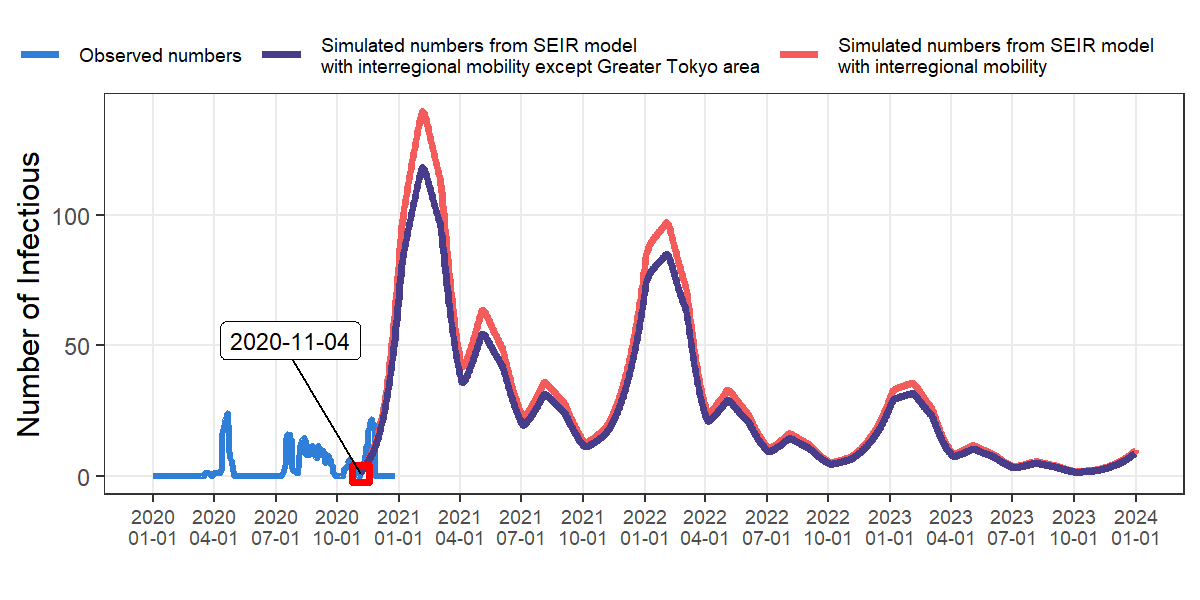 Observed numbers
Simulated numbers from SEIR model
with interregional mobility except Greater Tokyo area
Simulated numbers from SEIR model
with interregional mobility
Number of Infectious
100
50
0
2020-11-04
2020 2020 2020 2020 2021 2021 2021 2021 2022 2022 2022 2022 2023 2023 2023 2023 2024
01-01 04-01 07-01 10-01 01-01 04-01 07-01 10-01 01-01 04-01 07-01 10-01 01-01 04-01 07-01 10-01 01-01